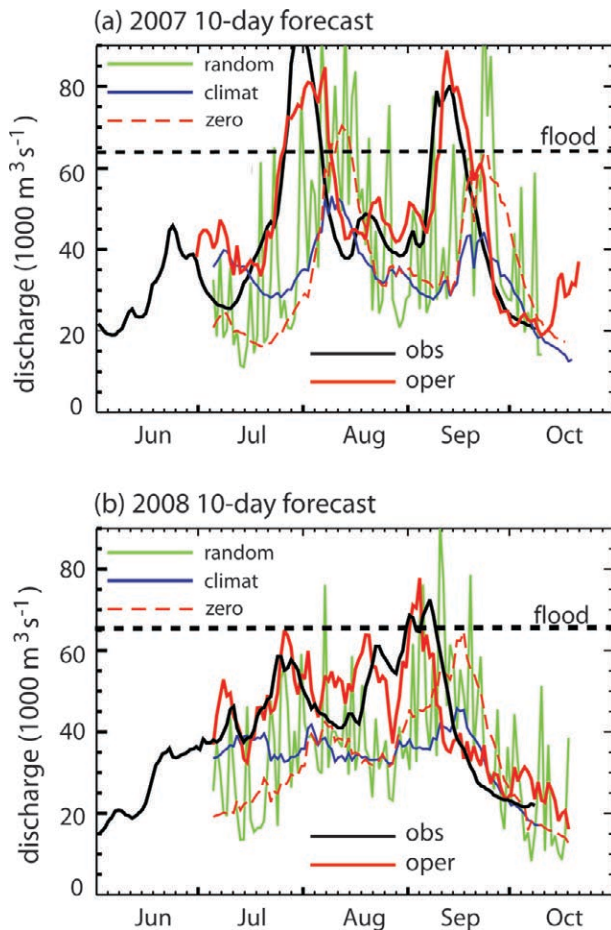 (a) 2007 10-day forecast
random
climat
zero
flood
obs
oper
discharge (1000 m³s⁻¹)
80
60
40
20
0
Jun Jul Aug Sep Oct
(b) 2008 10-day forecast
random
climat
zero
flood
obs
oper
discharge (1000 m³s⁻¹)
80
60
40
20
0
Jun Jul Aug Sep Oct